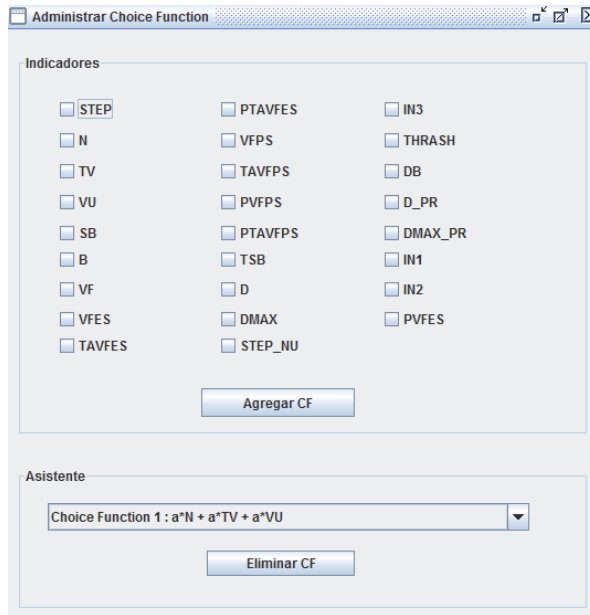 Administrar Choice Function
Indicadores
STEP PTAVFES IN3
N VFPS THRASH
TV TAVFPS DB
VU PVFPS D_PR
SB PTAVFPS DMAX_PR
B TSB IN1
VF D IN2
VFES DMAX PVFES
TAVFES STEP_NU
Agregar CF
Asistente
Choice Function 1 : a*N + a*TV + a*VU
Eliminar CF